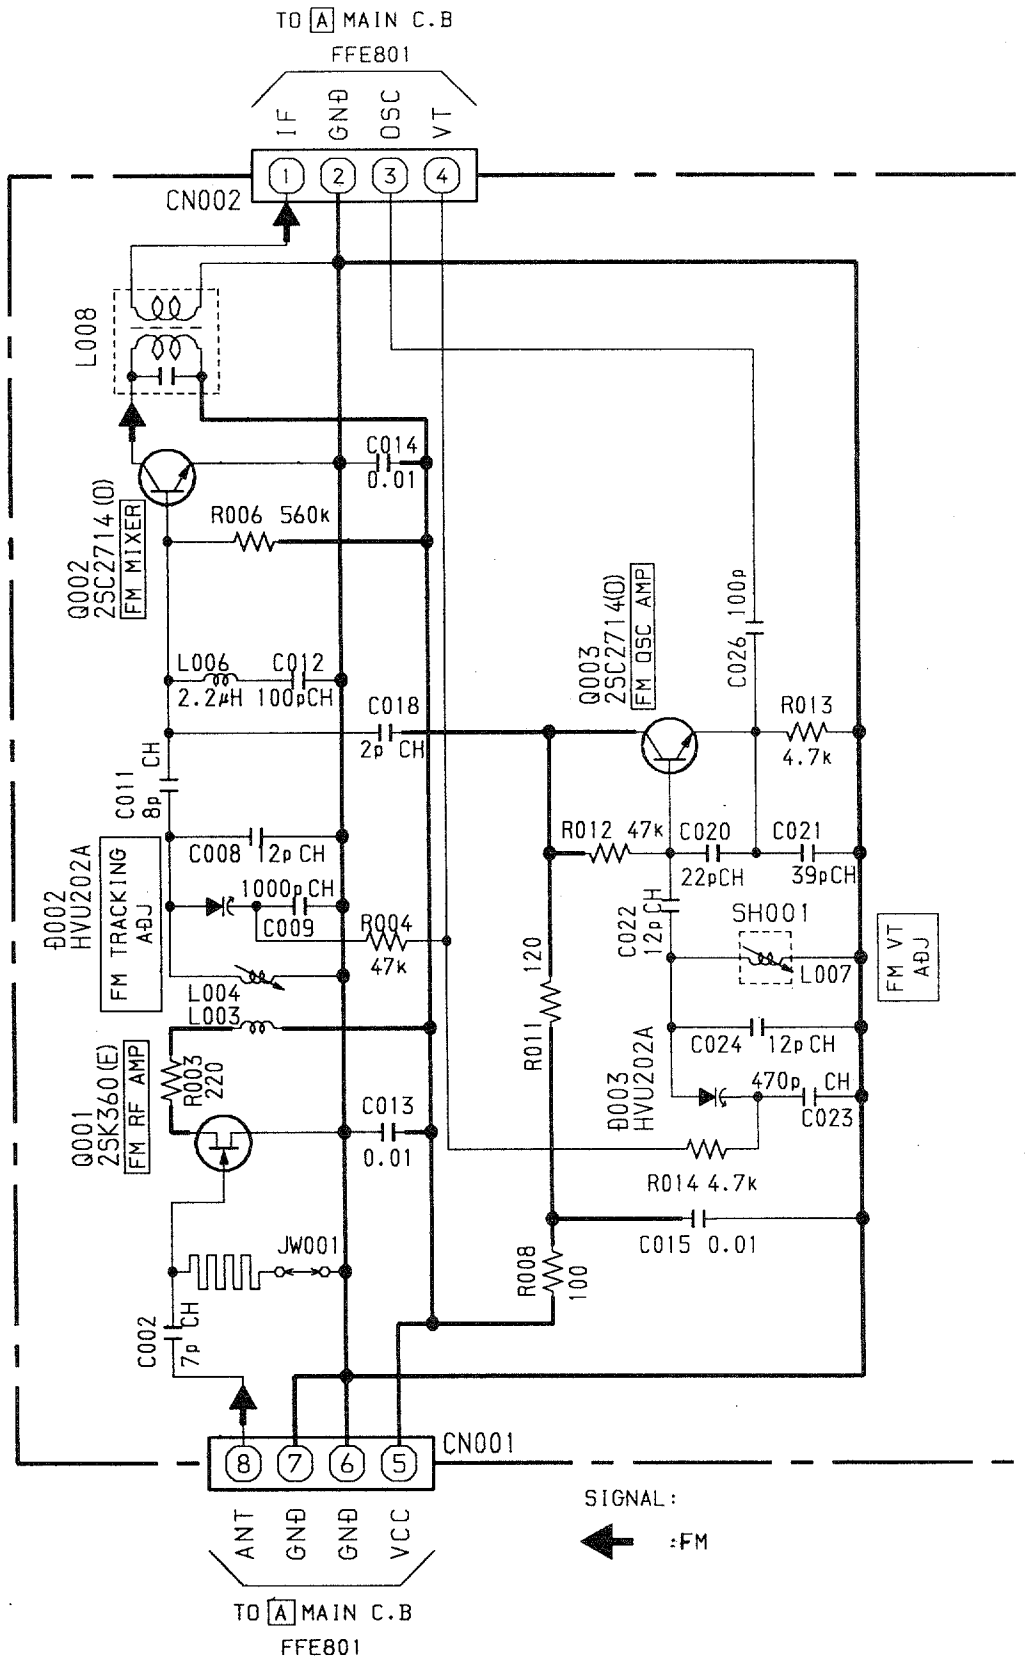 TO A MAIN C.B
FFE801
IF
GND
OSC
VT
1
2
3
4
CN002
L008
C014
0.01
R006 560k
Q002
2SC2714(O)
FM MIXER
L006
2.2μH
C012
100pCH
C018
2p CH
C011
8p CH
Q003
2SC2714(O)
FM OSC AMP
C026 100p
R013
4.7k
R012 47k
C020
22pCH
C021
39pCH
C008 12p CH
D002
HVU202A
FM TRACKING
ADJ
1000p CH
C009
R004
47k
C022
12p CH
SH001
L007
FM VT
ADJ
L004
L003
R003
220
R011 120
C024 12p CH
D003
HVU202A
470p CH
C023
Q001
2SK360(E)
FM RF AMP
C013
0.01
R014 4.7k
JW001
C015 0.01
R008
100
C002
7p CH
CN001
8
7
6
5
ANT
GND
GND
VCC
SIGNAL:
:FM
TO A MAIN C.B
FFE801